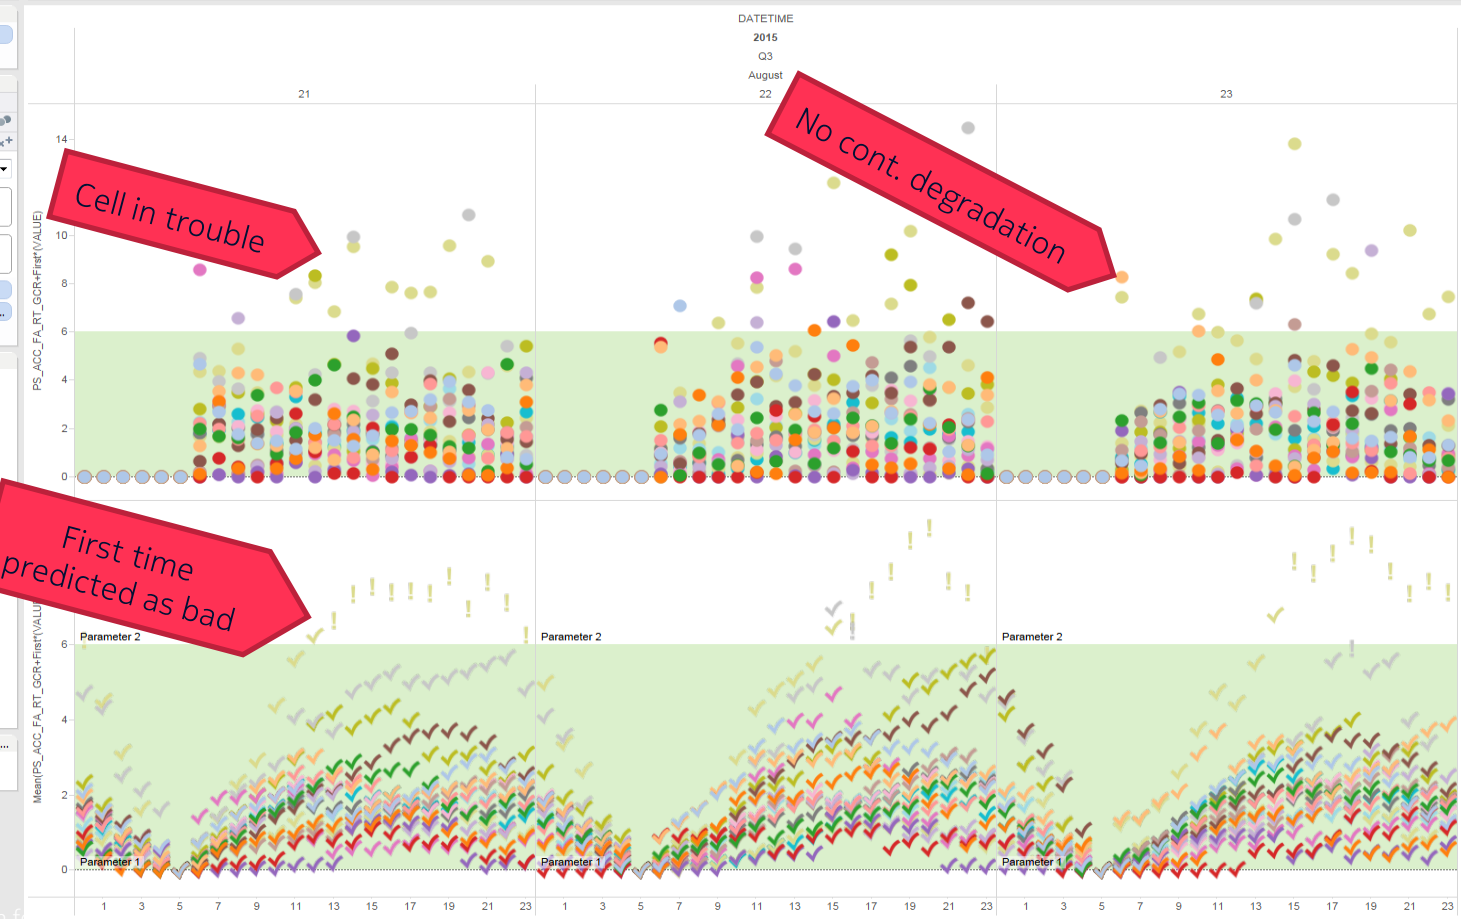 DATETIME
2015
Q3
August
21
22
23
No cont. degradation
Cell in trouble
PS_ACC_FA_RT_GCR+First*(VALUE)
14
10
8
6
4
2
0
First time
predicted as bad
Parameter 2
Parameter 2
Parameter 2
6
4
2
0
Parameter 1
Parameter 1
Parameter 1
1 3 5 7 9 11 13 15 17 19 21 23 1 3 5 7 9 11 13 15 17 19 21 23 1 3 5 7 9 11 13 15 17 19 21 23